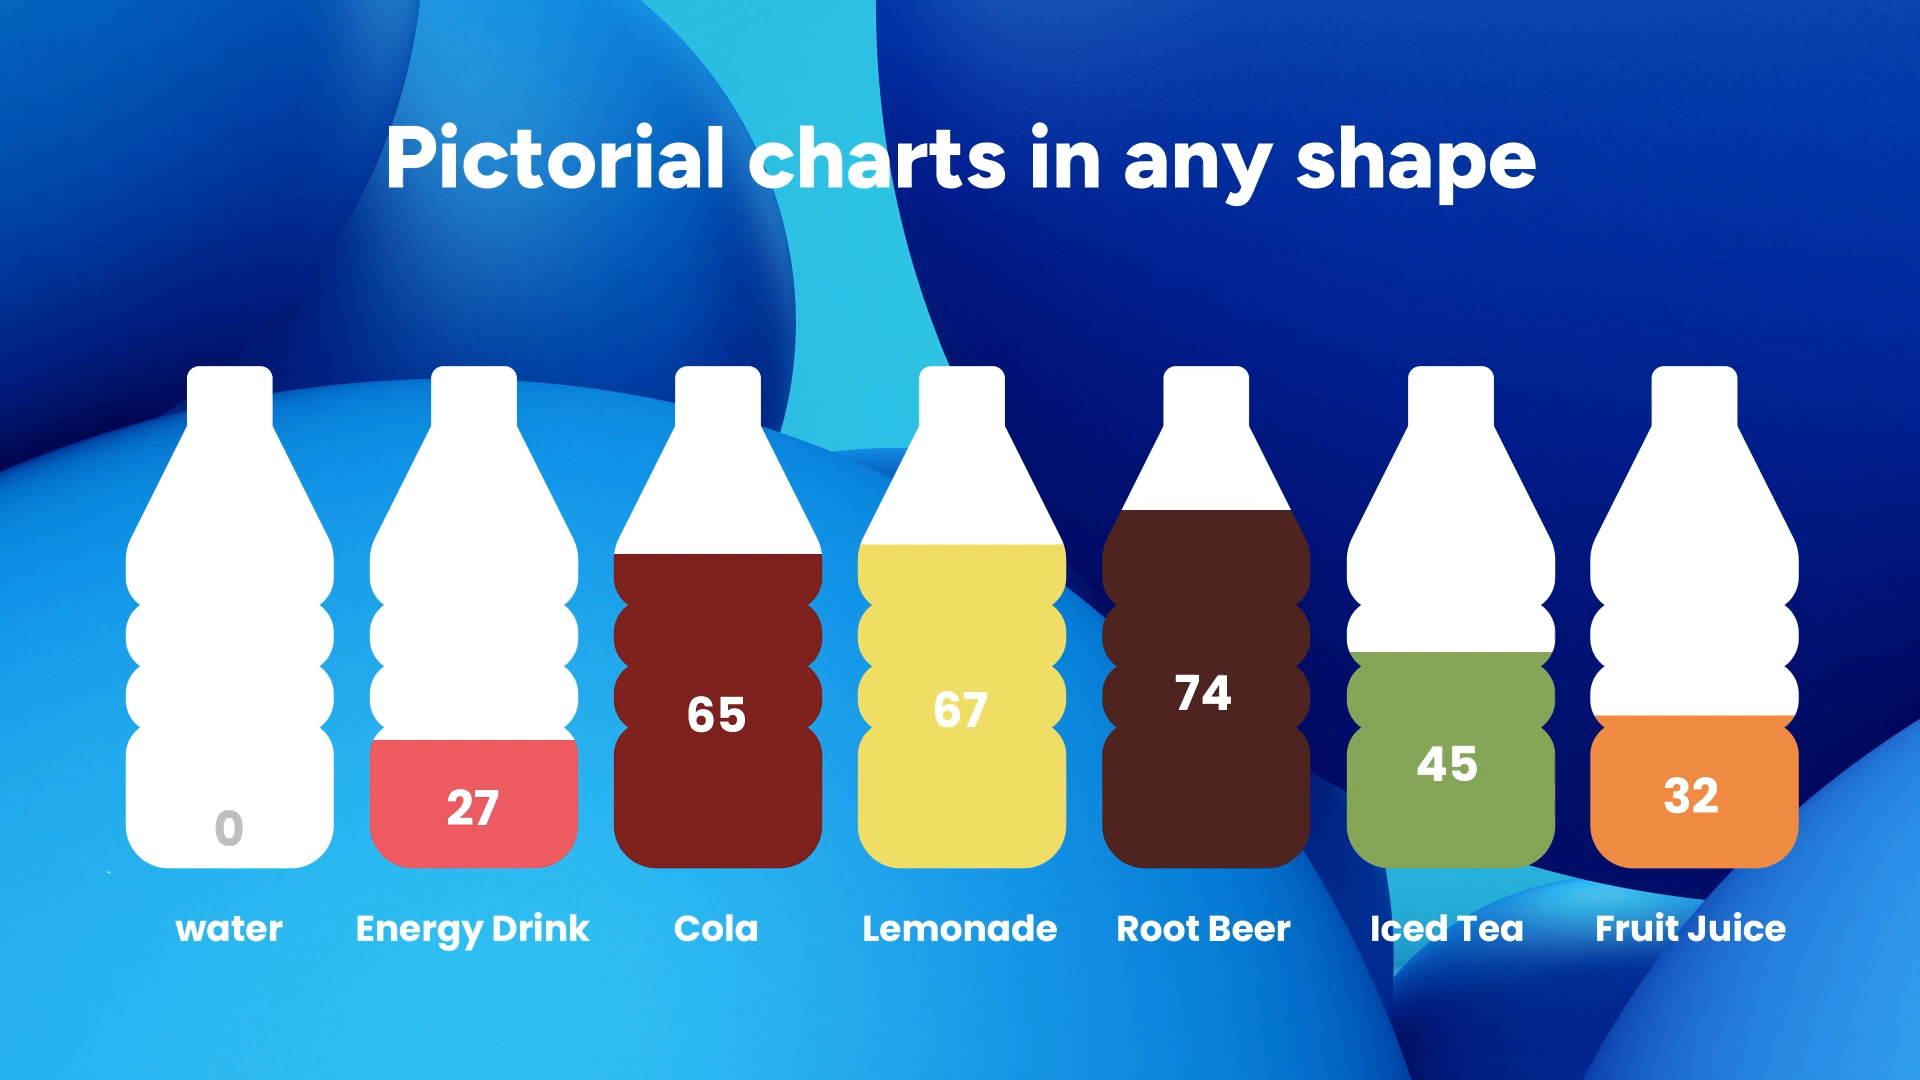 Pictorial charts in any shape
0
27
65
67
74
45
32
water
Energy Drink
Cola
Lemonade
Root Beer
Iced Tea
Fruit Juice